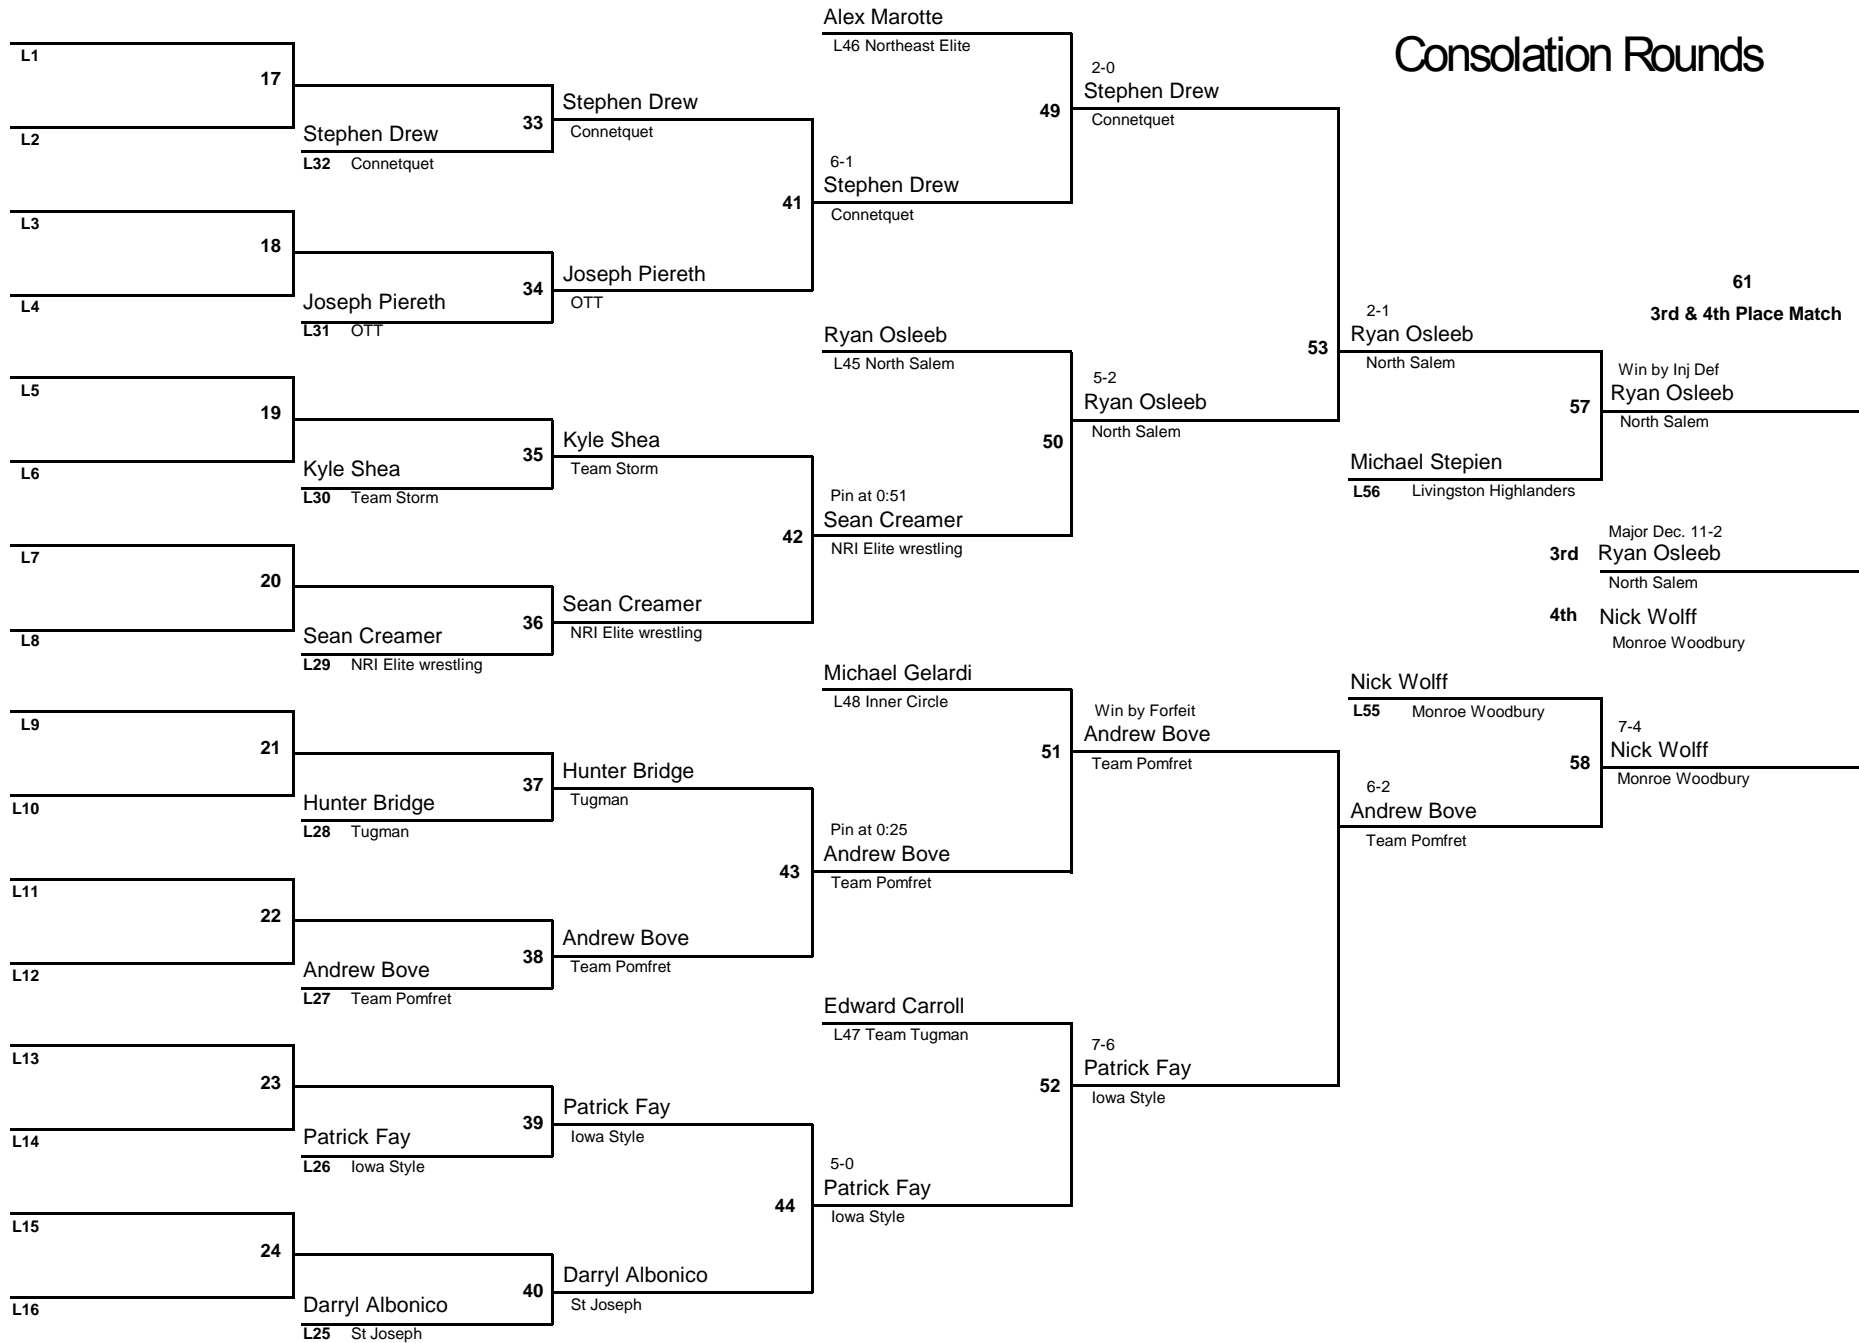 Consolation Rounds
L1
17
L2
Stephen Drew
L32 Connetquet
33
L3
18
L4
Joseph Piereth
L31 OTT
34
L5
19
L6
Kyle Shea
L30 Team Storm
35
L7
20
L8
Sean Creamer
L29 NRI Elite wrestling
36
L9
21
L10
Hunter Bridge
L28 Tugman
37
L11
22
L12
Andrew Bove
L27 Team Pomfret
38
L13
23
L14
Patrick Fay
L26 Iowa Style
39
L15
24
L16
Darryl Albonico
L25 St Joseph
40
Stephen Drew
Connetquet
41
Joseph Piereth
OTT
Kyle Shea
Team Storm
42
Sean Creamer
NRI Elite wrestling
Hunter Bridge
Tugman
43
Andrew Bove
Team Pomfret
Patrick Fay
Iowa Style
44
Darryl Albonico
St Joseph
Alex Marotte
L46 Northeast Elite
49
6-1
Stephen Drew
Connetquet
Ryan Osleeb
L45 North Salem
50
Pin at 0:51
Sean Creamer
NRI Elite wrestling
Michael Gelardi
L48 Inner Circle
51
Pin at 0:25
Andrew Bove
Team Pomfret
Edward Carroll
L47 Team Tugman
52
5-0
Patrick Fay
Iowa Style
2-0
Stephen Drew
Connetquet
53
5-2
Ryan Osleeb
North Salem
Win by Forfeit
Andrew Bove
Team Pomfret
7-6
Patrick Fay
Iowa Style
2-1
Ryan Osleeb
North Salem
57
Michael Stepien
L56 Livingston Highlanders
Nick Wolff
L55 Monroe Woodbury
58
6-2
Andrew Bove
Team Pomfret
61
3rd & 4th Place Match
Win by Inj Def
Ryan Osleeb
North Salem
Major Dec. 11-2
3rd Ryan Osleeb
North Salem
4th Nick Wolff
Monroe Woodbury
7-4
Nick Wolff
Monroe Woodbury